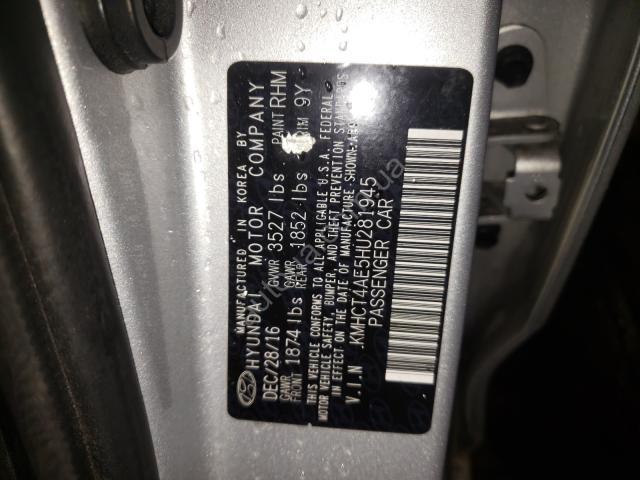 MANUFACTURED IN KOREA BY
HYUNDAI MOTOR COMPANY
DEC/28/16 GVWR 3527 lbs PAINT RHM
GAWR FRONT 1874 lbs GAWR REAR 1852 lbs TRIM 9Y
THIS VEHICLE CONFORMS TO ALL APPLICABLE U.S.A. FEDERAL
MOTOR VEHICLE SAFETY, BUMPER, AND THEFT PREVENTION STANDARDS
IN EFFECT ON THE DATE OF MANUFACTURE SHOWN
V.I.N KMHCT4AE5HU281945
PASSENGER CAR